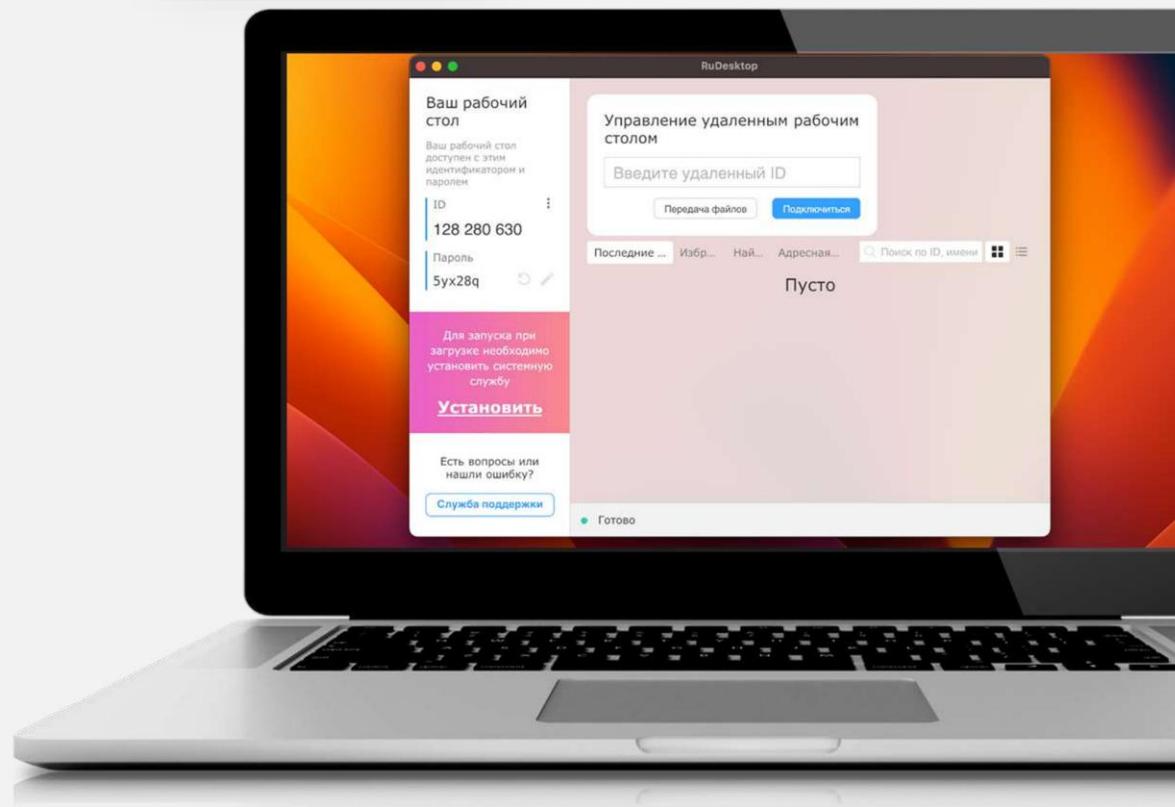 RuDesktop
Ваш рабочий
стол
Ваш рабочий стол
доступен с этим
идентификатором и
паролем
ID
128 280 630
Пароль
5yx28q
Для запуска при
загрузке необходимо
установить системную
службу
Установить
Есть вопросы или
нашли ошибку?
Служба поддержки
Управление удаленным рабочим
столом
Введите удаленный ID
Передача файлов Подключиться
Последние ... Избр... Най... Адресная... Поиск по ID, имени
Пусто
Готово